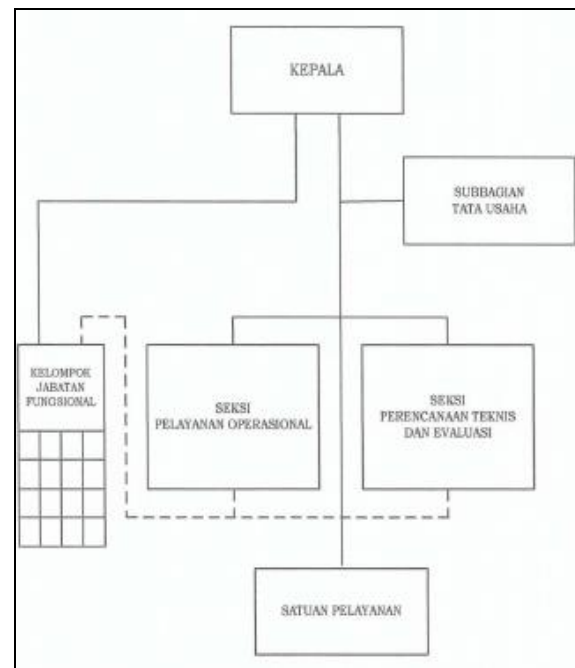 KEPALA
SUBBAGIAN
TATA USAHA
KELOMPOK
JABATAN
FUNGSIONAL
SEKSI
PELAYANAN OPERASIONAL
SEKSI
PERENCANAAN TEKNIS
DAN EVALUASI
SATUAN PELAYANAN